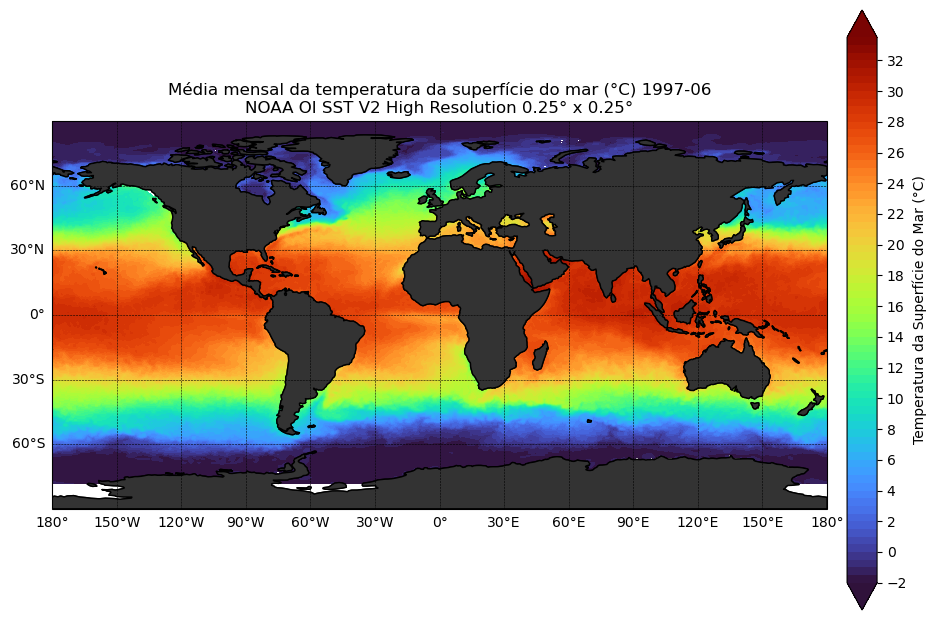 Média mensal da temperatura da superfície do mar (°C) 1997-06
NOAA OI SST V2 High Resolution 0.25° x 0.25°
60°N
30°N
0°
30°S
60°S
180°
150°W
120°W
90°W
60°W
30°W
0°
30°E
60°E
90°E
120°E
150°E
180°
32
30
28
26
24
22
20
18
16
14
12
10
8
6
4
2
0
−2
Temperatura da Superfície do Mar (°C)